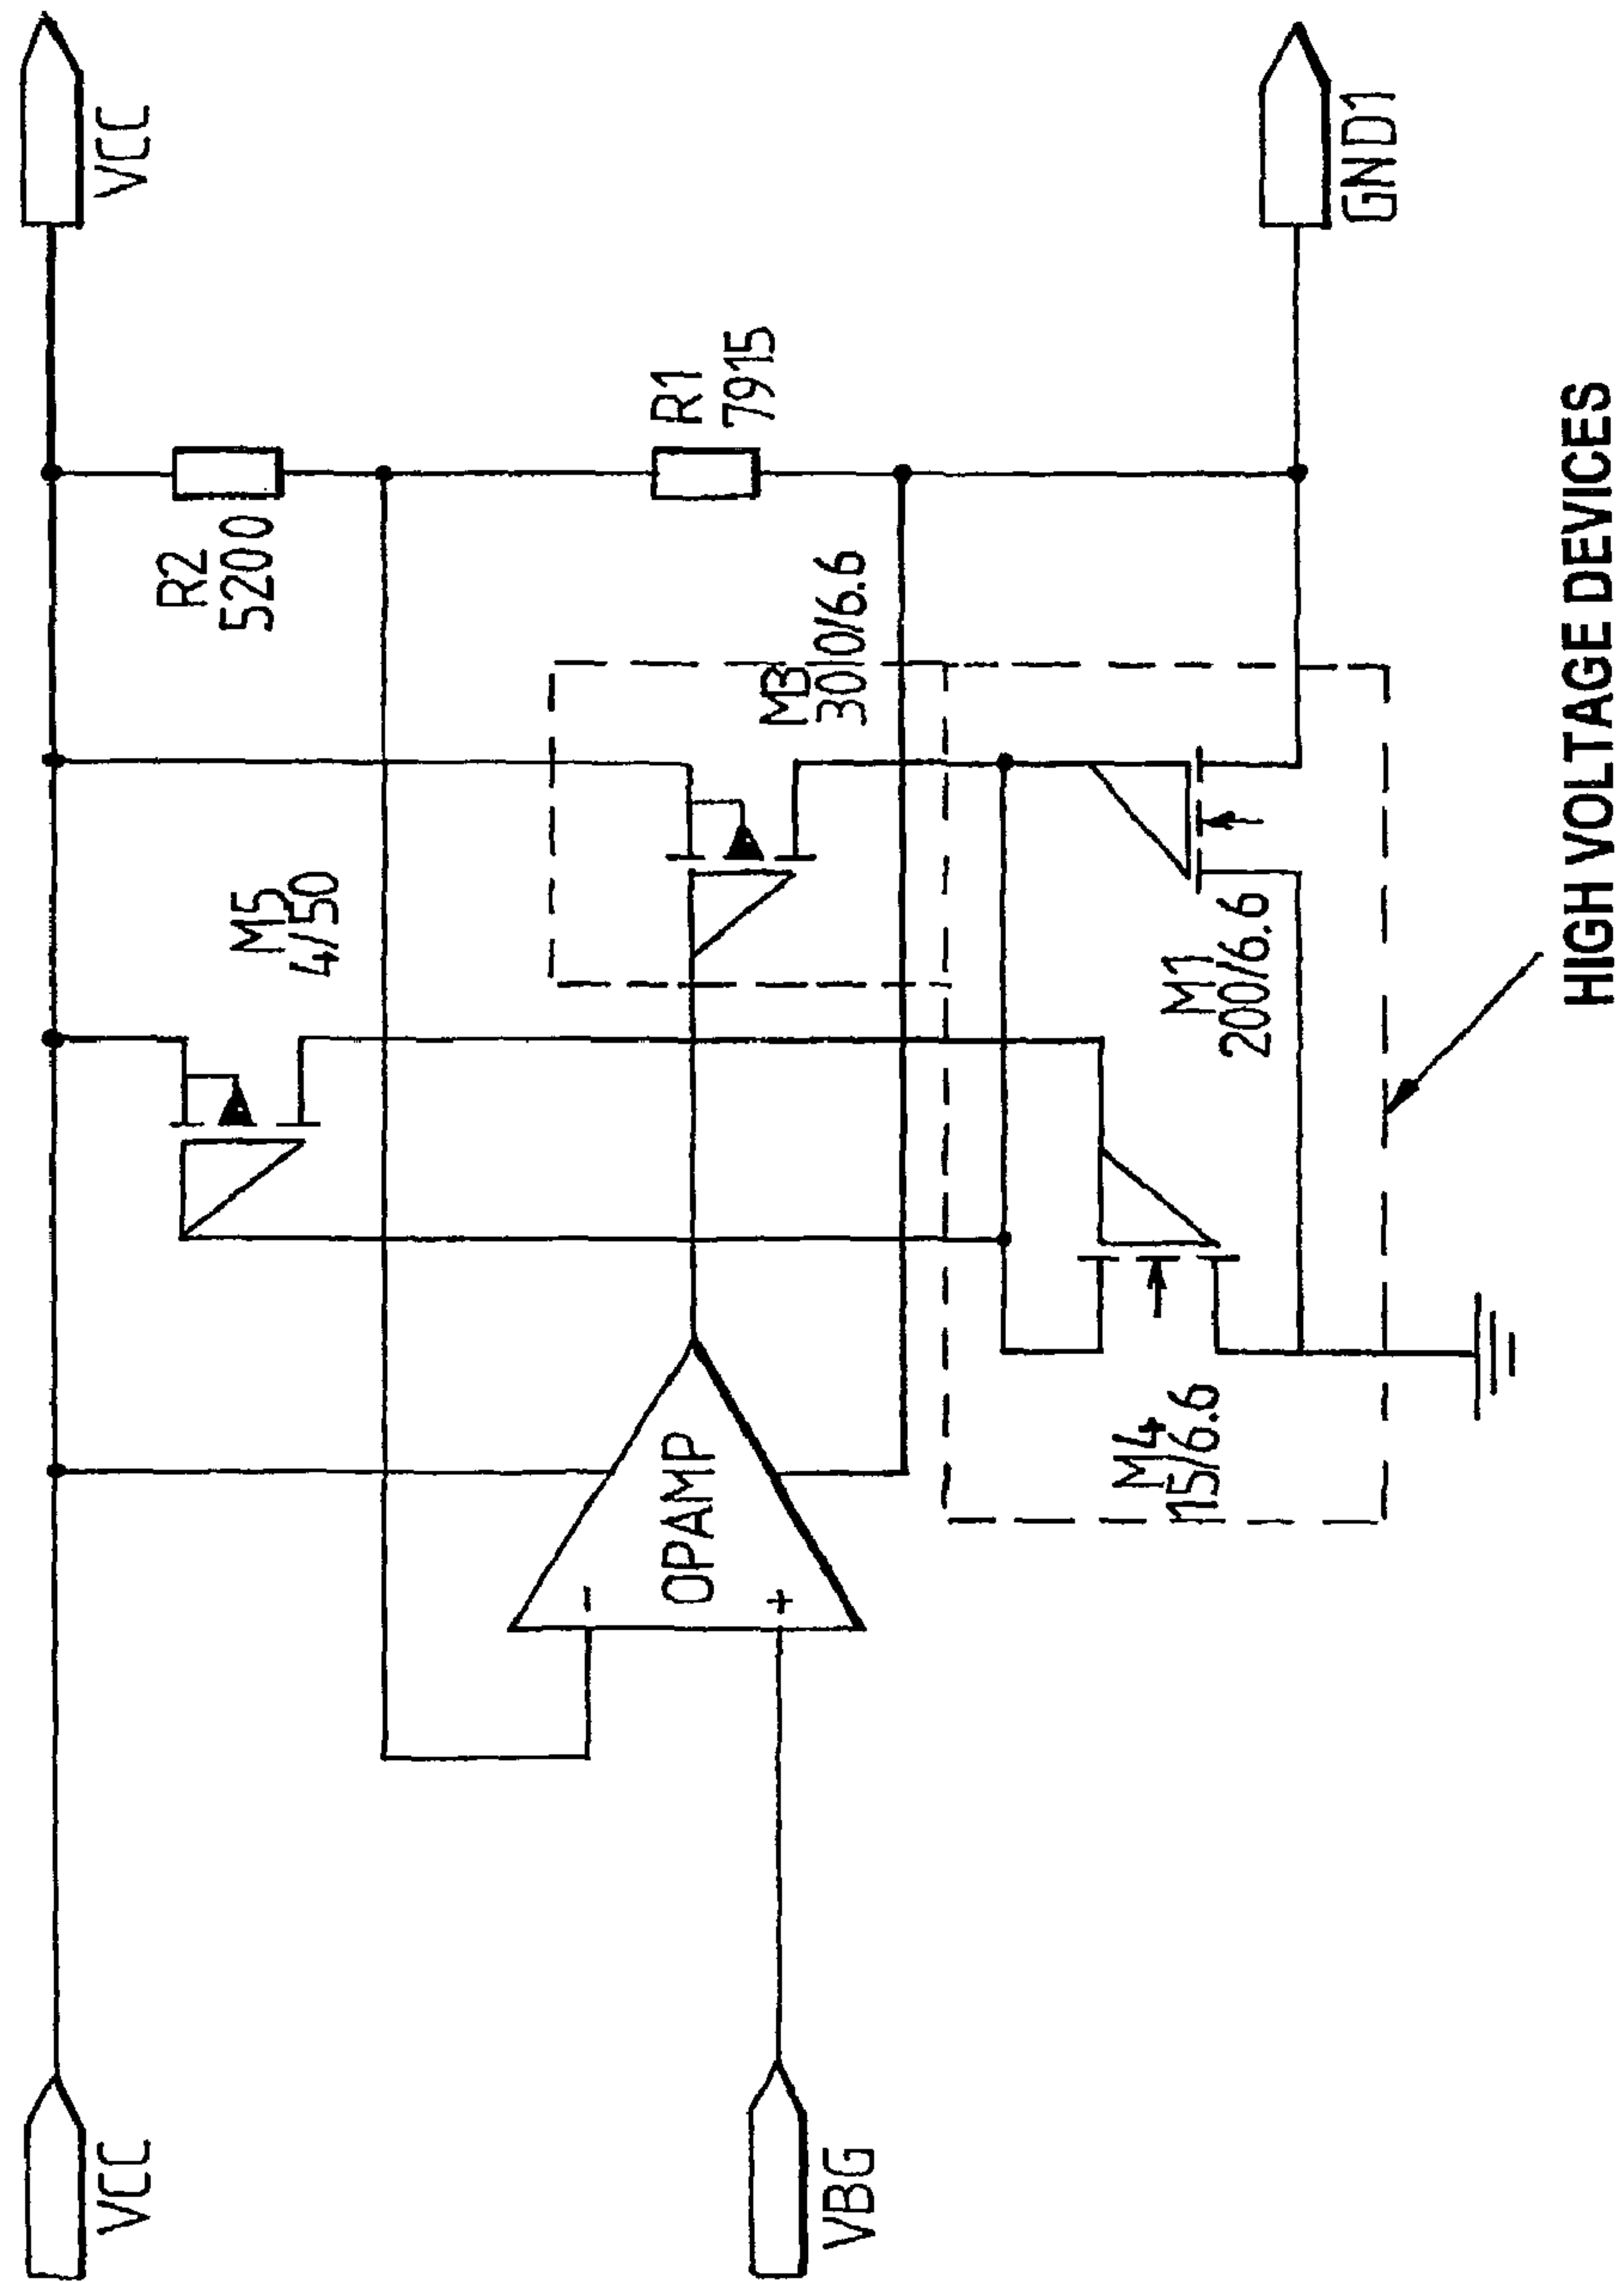 VCC
VCC
R2
5200
M5
4/50
-
OPAMP
+
M3
300/6.6
R1
7915
VBG
M4
15/6.6
M1
200/6.6
GND1
HIGH VOLTAGE DEVICES